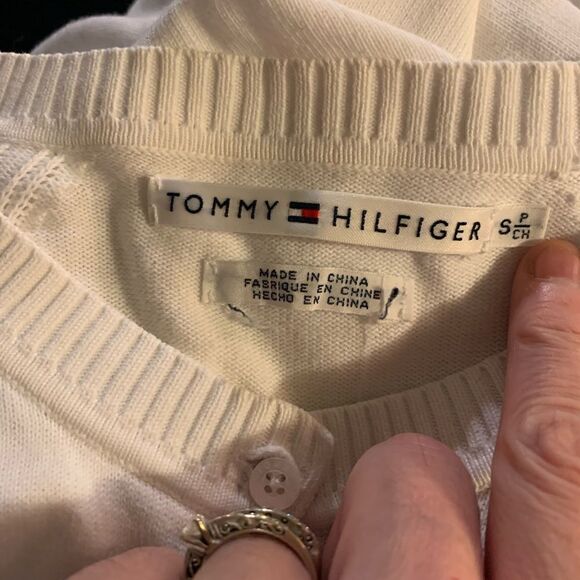 TOMMY HILFIGER S P/CH
MADE IN CHINA
FABRIQUE EN CHINE
HECHO EN CHINA